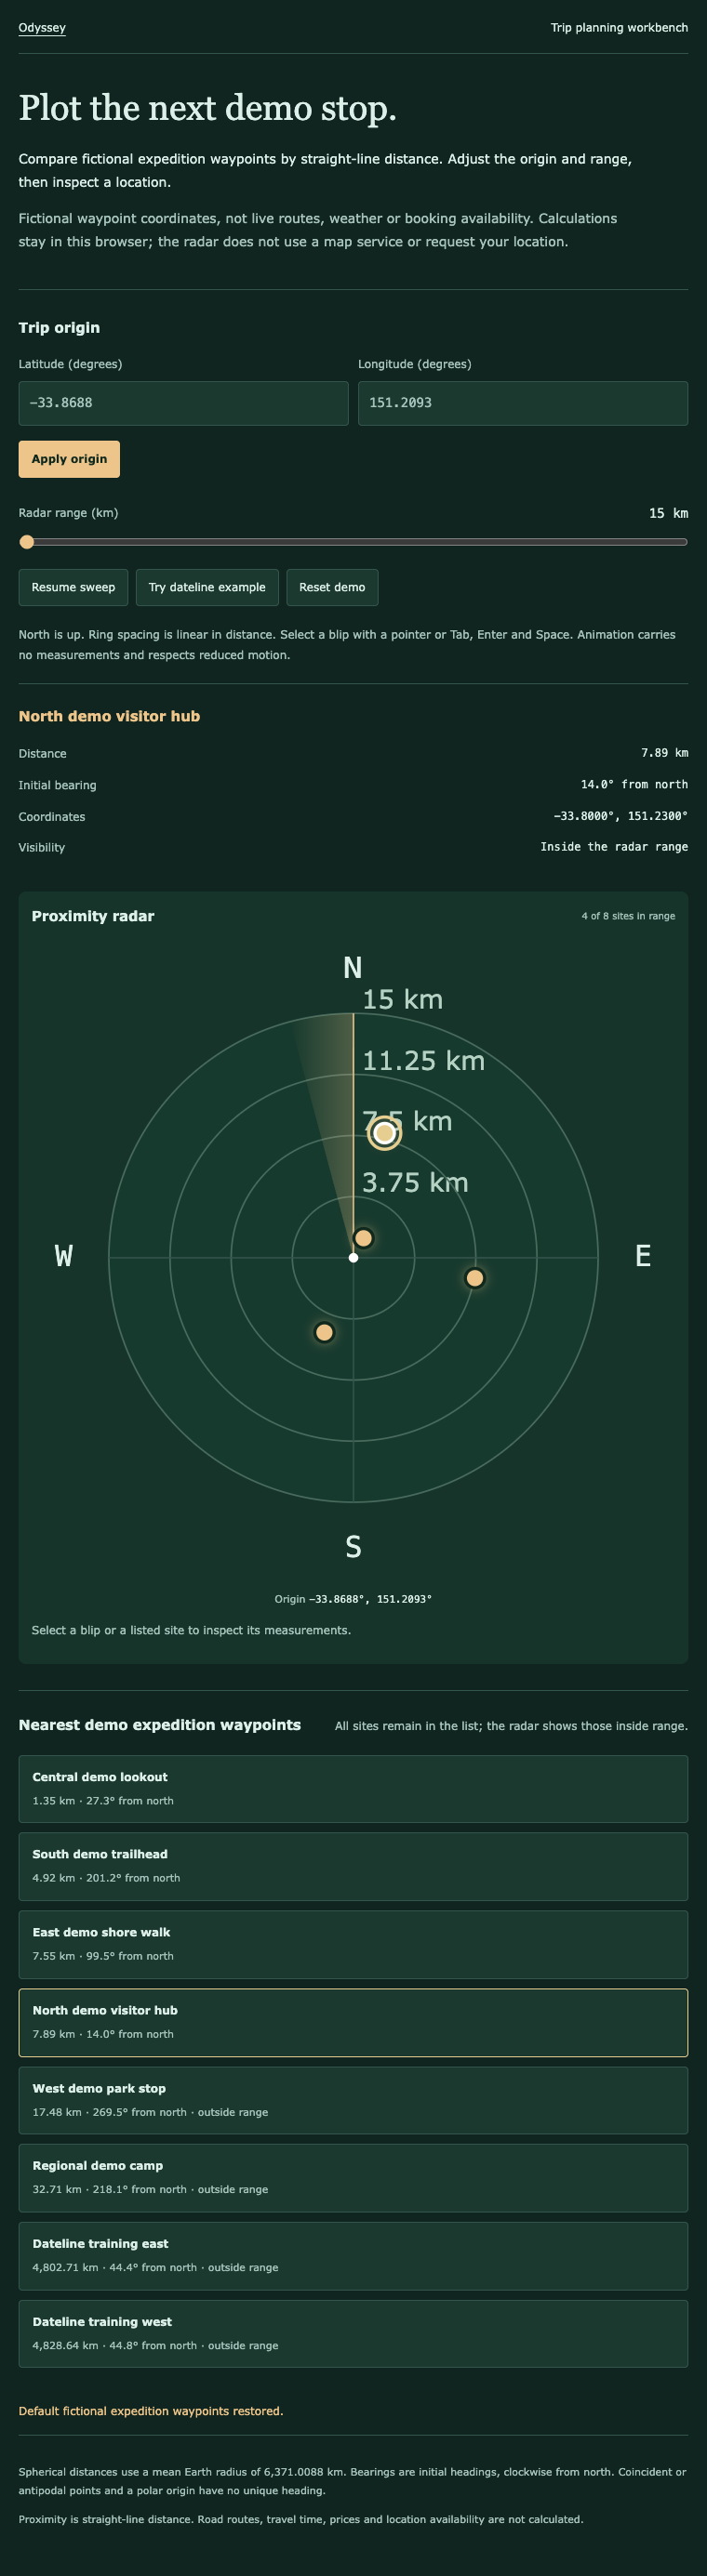 Odyssey
Trip planning workbench
Plot the next demo stop.
Compare fictional expedition waypoints by straight-line distance. Adjust the origin and range,
then inspect a location.
Fictional waypoint coordinates, not live routes, weather or booking availability. Calculations
stay in this browser; the radar does not use a map service or request your location.
Trip origin
Latitude (degrees)
Longitude (degrees)
-33.8688
151.2093
Apply origin
Radar range (km)
15 km
Resume sweep
Try dateline example
Reset demo
North is up. Ring spacing is linear in distance. Select a blip with a pointer or Tab, Enter and Space. Animation carries
no measurements and respects reduced motion.
North demo visitor hub
Distance
7.89 km
Initial bearing
14.0° from north
Coordinates
-33.8000°, 151.2300°
Visibility
Inside the radar range
Proximity radar
4 of 8 sites in range
N
15 km
11.25 km
7.5 km
3.75 km
W
E
S
Origin -33.8688°, 151.2093°
Select a blip or a listed site to inspect its measurements.
Nearest demo expedition waypoints
All sites remain in the list; the radar shows those inside range.
Central demo lookout
1.35 km · 27.3° from north
South demo trailhead
4.92 km · 201.2° from north
East demo shore walk
7.55 km · 99.5° from north
North demo visitor hub
7.89 km · 14.0° from north
West demo park stop
17.48 km · 269.5° from north · outside range
Regional demo camp
32.71 km · 218.1° from north · outside range
Dateline training east
4,802.71 km · 44.4° from north · outside range
Dateline training west
4,828.64 km · 44.8° from north · outside range
Default fictional expedition waypoints restored.
Spherical distances use a mean Earth radius of 6,371.0088 km. Bearings are initial headings, clockwise from north. Coincident or
antipodal points and a polar origin have no unique heading.
Proximity is straight-line distance. Road routes, travel time, prices and location availability are not calculated.